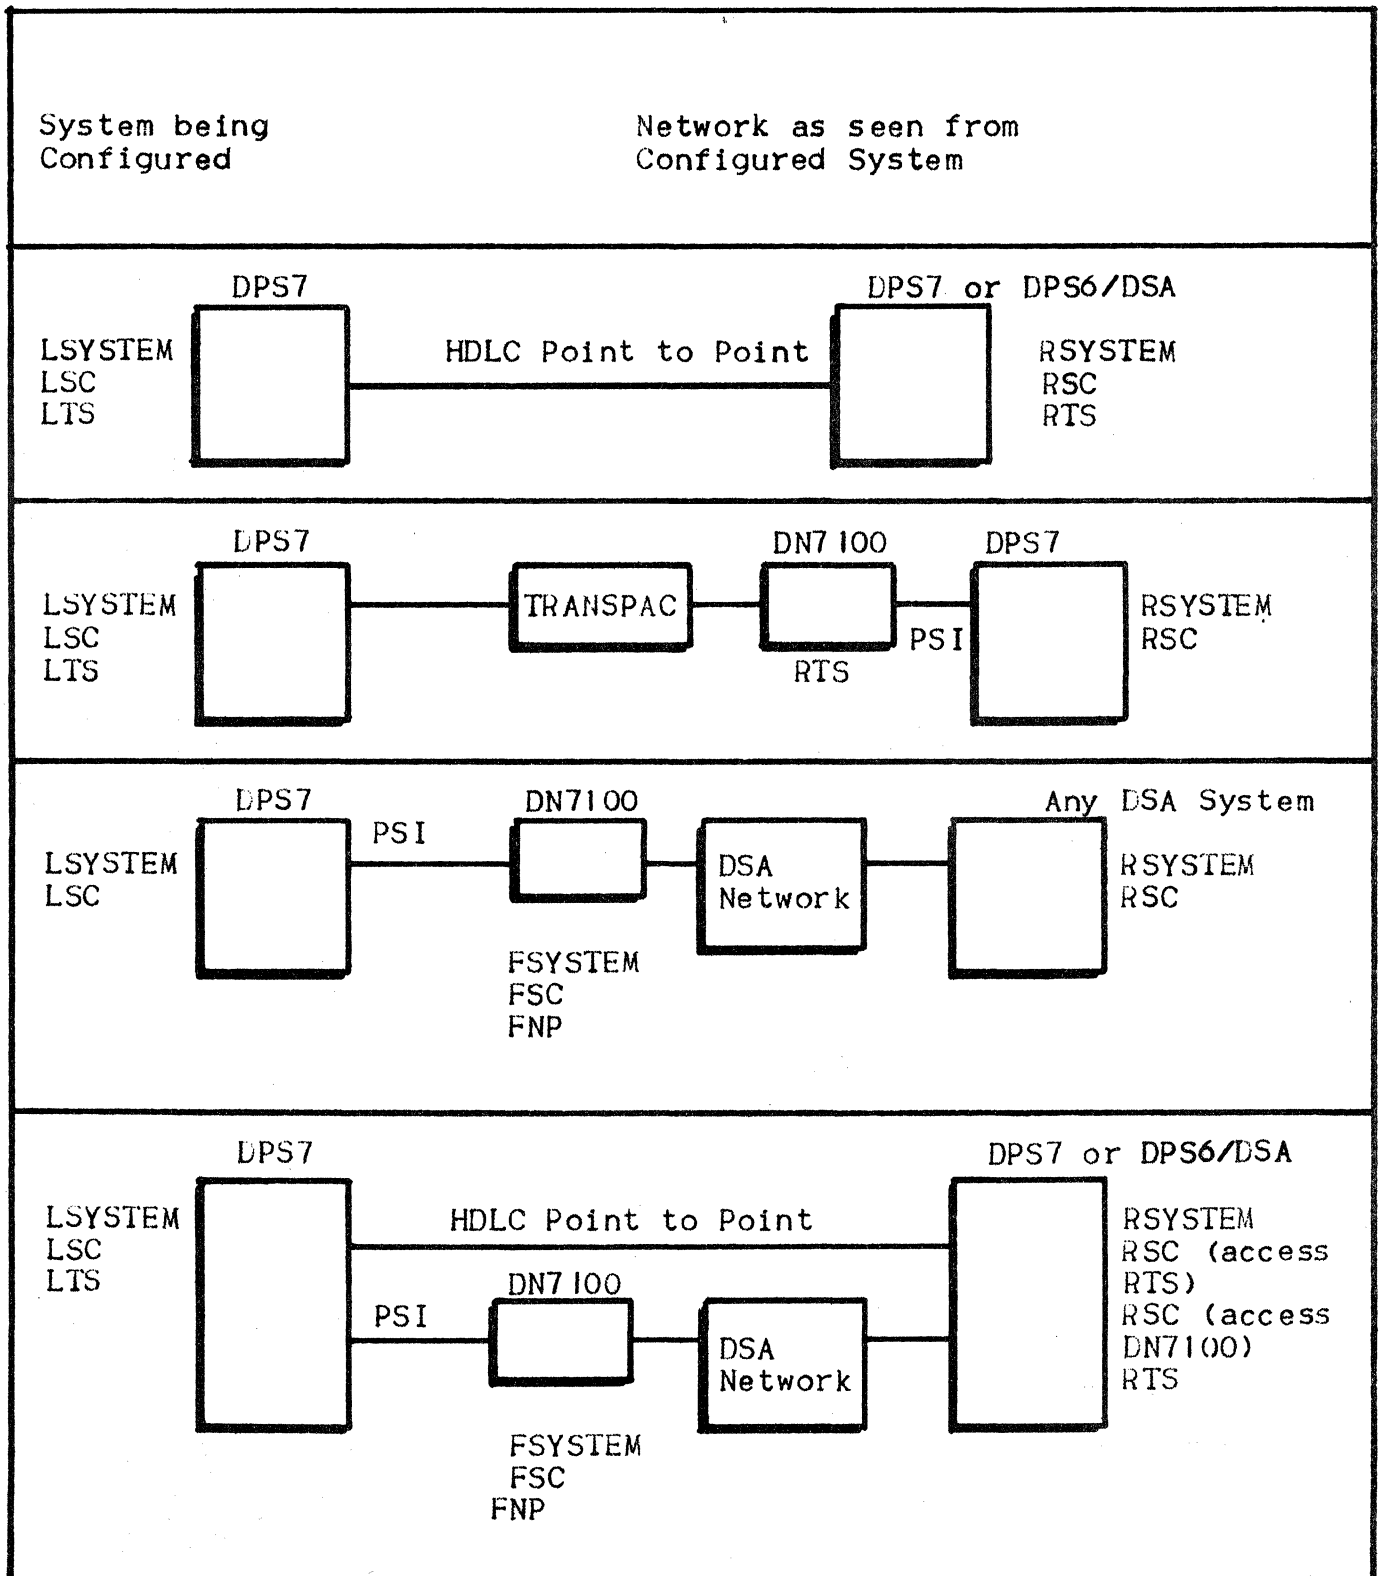 System being
Configured
Network as seen from
Configured System
DPS7
DPS7 or DPS6/DSA
LSYSTEM
LSC
LTS
HDLC Point to Point
RSYSTEM
RSC
RTS
DPS7
DN7100
DPS7
LSYSTEM
LSC
LTS
TRANSPAC
RTS
PSI
RSYSTEM
RSC
DPS7
DN7100
Any DSA System
LSYSTEM
LSC
PSI
DSA
Network
RSYSTEM
RSC
FSYSTEM
FSC
FNP
DPS7
DPS7 or DPS6/DSA
LSYSTEM
LSC
LTS
HDLC Point to Point
DN7100
PSI
DSA
Network
RSYSTEM
RSC (access
RTS)
RSC (access
DN7100)
RTS
FSYSTEM
FSC
FNP